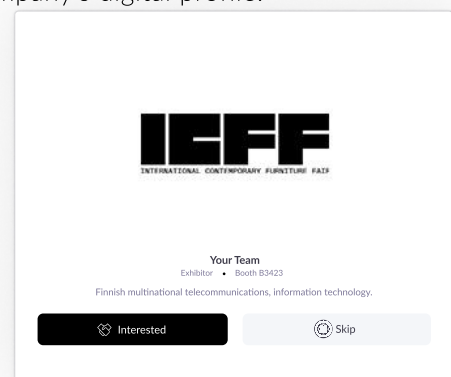 company's digital profile.
ICFF
INTERNATIONAL CONTEMPORARY FURNITURE FAIR
Your Team
Exhibitor • Booth B3423
Finnish multinational telecommunications, information technology.
Interested
Skip